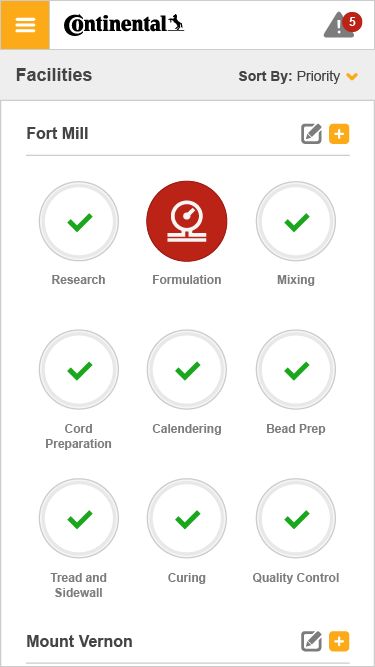 Continental
5
Facilities
Sort By: Priority
Fort Mill
Research
Formulation
Mixing
Cord
Preparation
Calendering
Bead Prep
Tread and
Sidewall
Curing
Quality Control
Mount Vernon